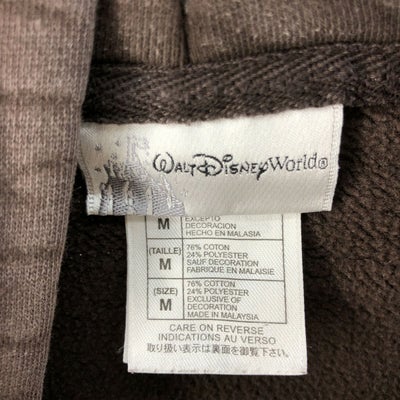 WALT DISNEY World®
M
EXCEPTO
DECORACION
HECHO EN MALASIA
(TAILLE)
M
76% COTON
24% POLYESTER
SAUF DECORATION
FABRIQUE EN MALAISIE
(SIZE)
M
76% COTTON
24% POLYESTER
EXCLUSIVE OF
DECORATION
MADE IN MALAYSIA
CARE ON REVERSE
INDICATIONS AU VERSO
取り扱い表示は裏面を御覧下さい。